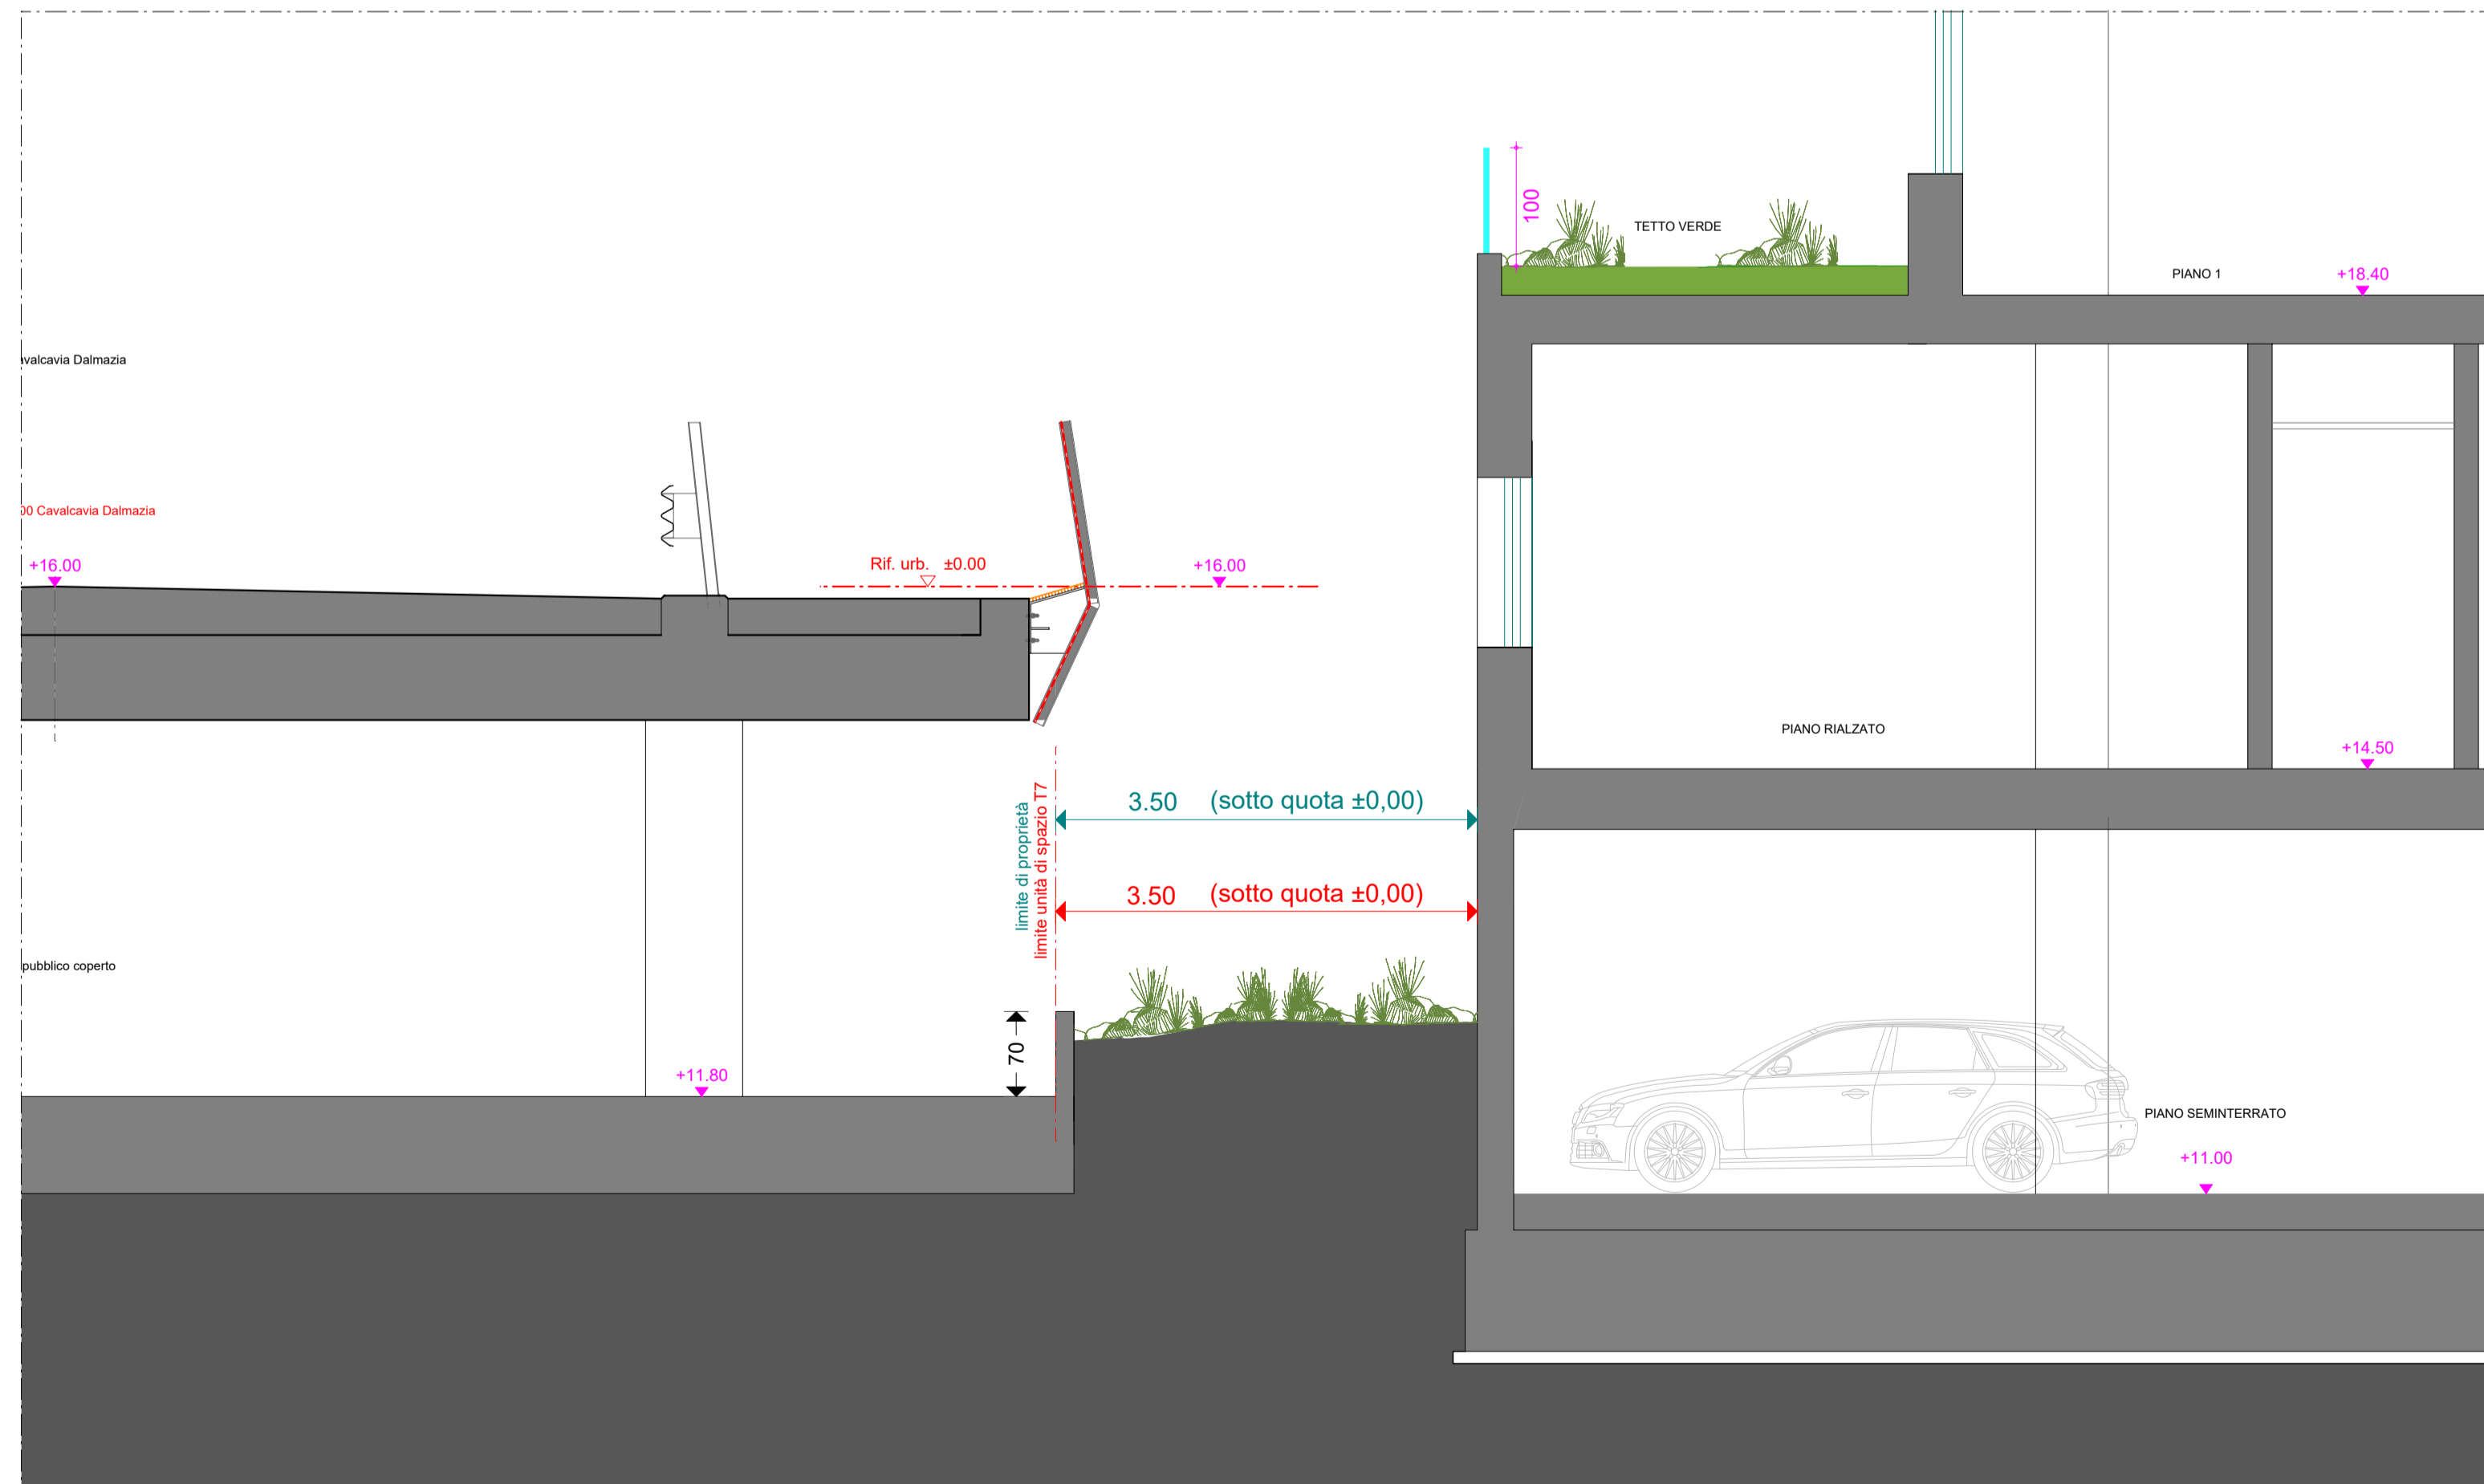 TETTO VERDE
100
PIANO 1
+18.40
valcavia Dalmazia
00 Cavalcavia Dalmazia
+16.00
Rif. urb. ±0.00
+16.00
PIANO RIALZATO
+14.50
limite di proprietà
limite unità di spazio T7
3.50 (sotto quota ±0,00)
3.50 (sotto quota ±0,00)
pubblico coperto
70
+11.80
PIANO SEMINTERRATO
+11.00